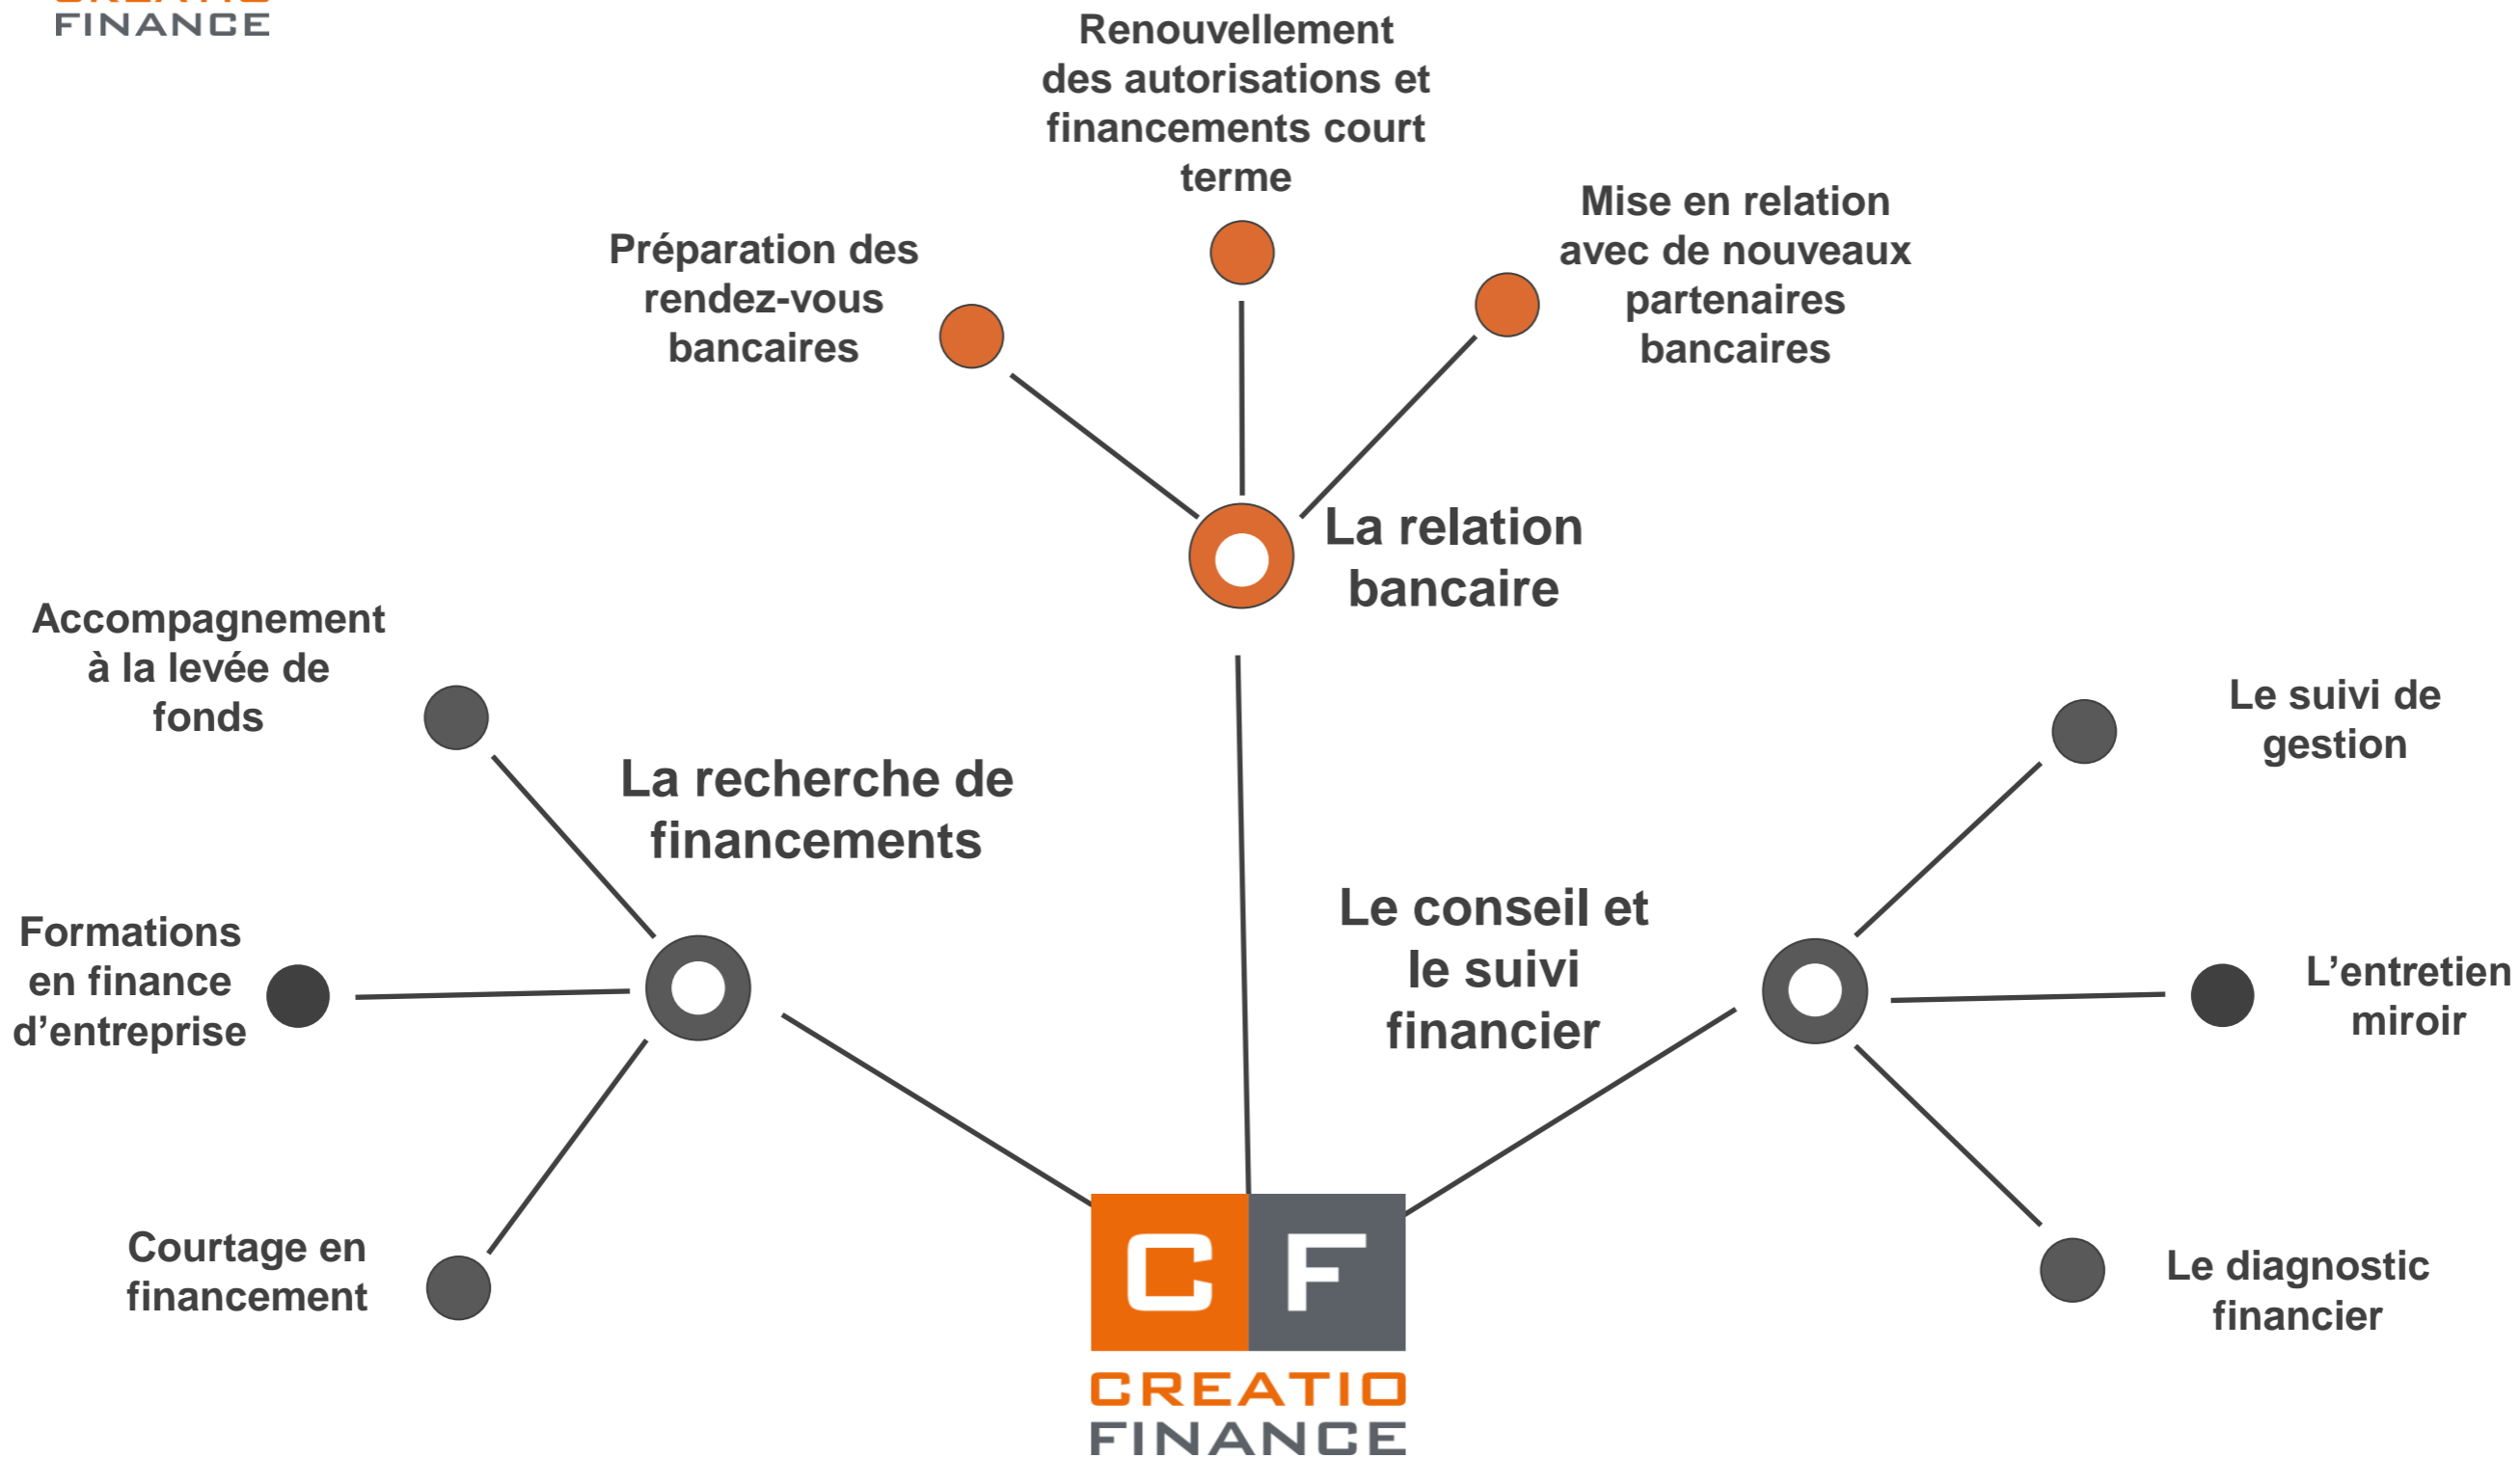 FINANCE
Renouvellement
des autorisations et
financements court
terme
Mise en relation
avec de nouveaux
partenaires
bancaires
Préparation des
rendez-vous
bancaires
La relation
bancaire
Accompagnement
à la levée de
fonds
La recherche de
financements
Formations
en finance
d’entreprise
Courtage en
financement
Le conseil et
le suivi
financier
Le suivi de
gestion
L’entretien
miroir
Le diagnostic
financier
CF
CREATIO
FINANCE